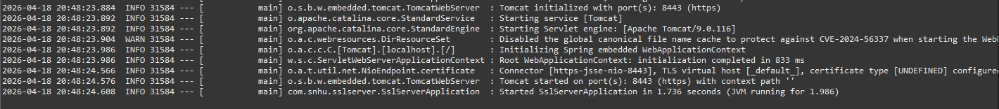 2026-04-18 20:48:23.884  INFO 31584 --- [           main] o.s.b.w.embedded.tomcat.TomcatWebServer  : Tomcat initialized with port(s): 8443 (https)
2026-04-18 20:48:23.892  INFO 31584 --- [           main] o.apache.catalina.core.StandardService   : Starting service [Tomcat]
2026-04-18 20:48:23.892  INFO 31584 --- [           main] org.apache.catalina.core.StandardEngine  : Starting Servlet engine: [Apache Tomcat/9.0.116]
2026-04-18 20:48:23.904  WARN 31584 --- [           main] o.a.c.webresources.DirResourceSet        : Disabled the global canonical file name cache to protect against CVE-2024-56337 when starting the Web
2026-04-18 20:48:23.986  INFO 31584 --- [           main] o.a.c.c.C.[Tomcat].[localhost].[/]       : Initializing Spring embedded WebApplicationContext
2026-04-18 20:48:23.986  INFO 31584 --- [           main] w.s.c.ServletWebServerApplicationContext : Root WebApplicationContext: initialization completed in 833 ms
2026-04-18 20:48:24.566  INFO 31584 --- [           main] o.a.t.util.net.NioEndpoint.certificate   : Connector [https-jsse-nio-8443], TLS virtual host [_default_], certificate type [UNDEFINED] configured
2026-04-18 20:48:24.576  INFO 31584 --- [           main] o.s.b.w.embedded.tomcat.TomcatWebServer  : Tomcat started on port(s): 8443 (https) with context path ''
2026-04-18 20:48:24.608  INFO 31584 --- [           main] com.snhu.sslserver.SslServerApplication  : Started SslServerApplication in 1.736 seconds (JVM running for 1.986)